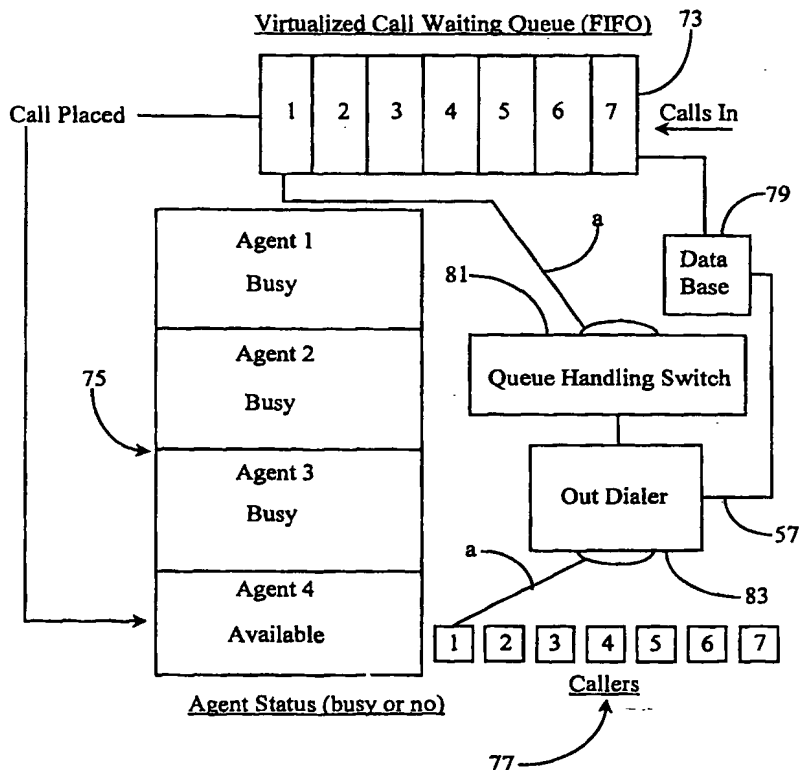 Virtualized Call Waiting Queue (FIFO)
73
Call Placed
1 2 3 4 5 6 7
Calls In
79
Agent 1
Busy
a
Data
Base
81
Agent 2
Busy
Queue Handling Switch
75
Agent 3
Busy
Out Dialer
57
a
83
Agent 4
Available
1 2 3 4 5 6 7
Agent Status (busy or no)
Callers
77